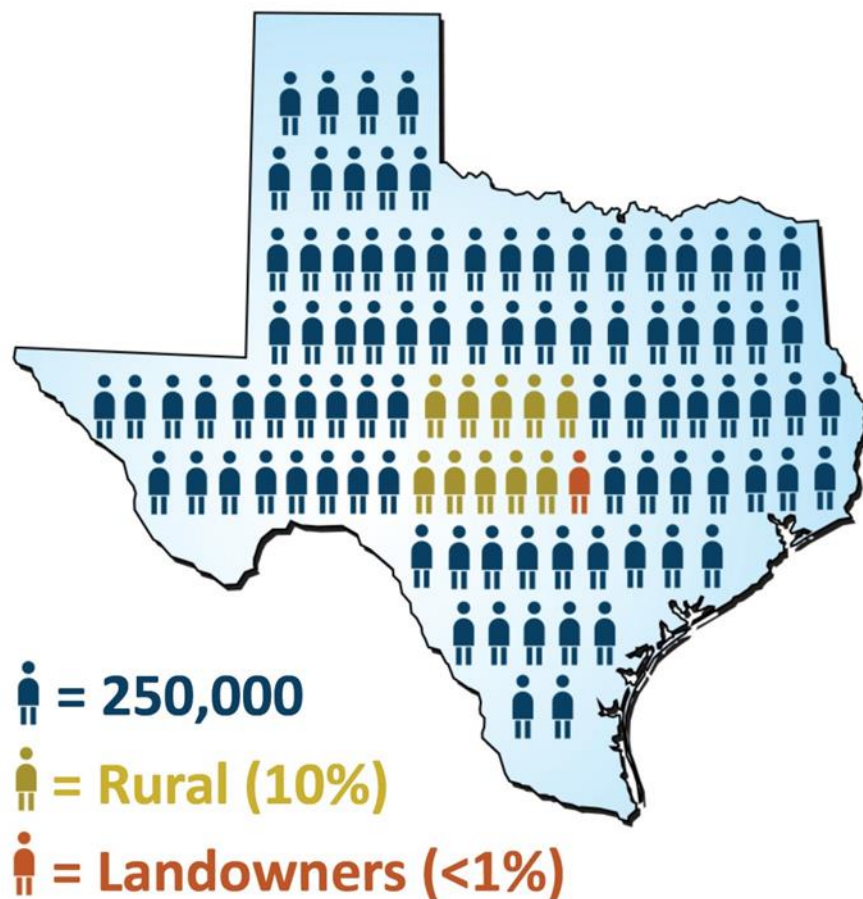 = 250,000
= Rural (10%)
= Landowners (<1%)